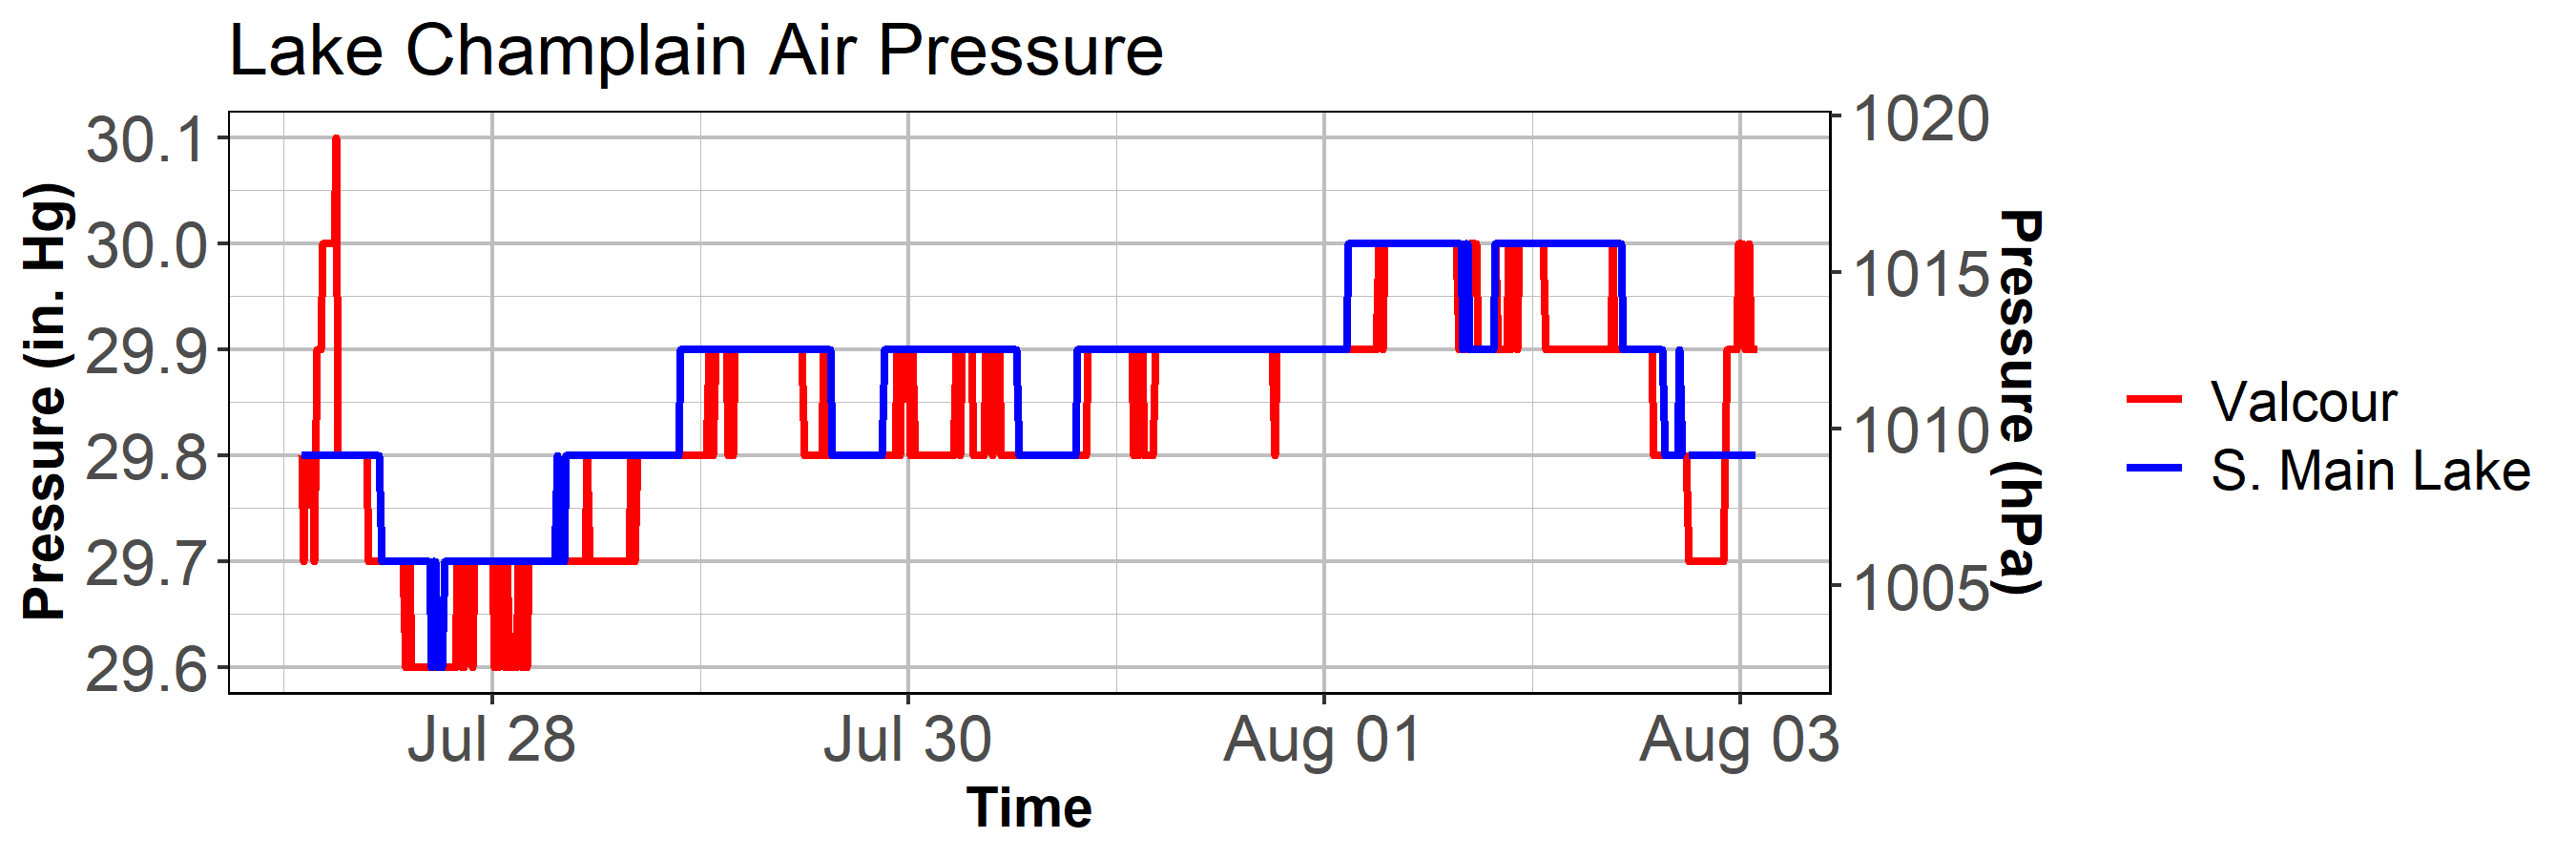 Lake Champlain Air Pressure
Pressure (in. Hg)
30.1
30.0
29.9
29.8
29.7
29.6
1020
1015
1010
1005
Pressure (hPa)
Jul 28
Jul 30
Aug 01
Aug 03
Time
Valcour
S. Main Lake